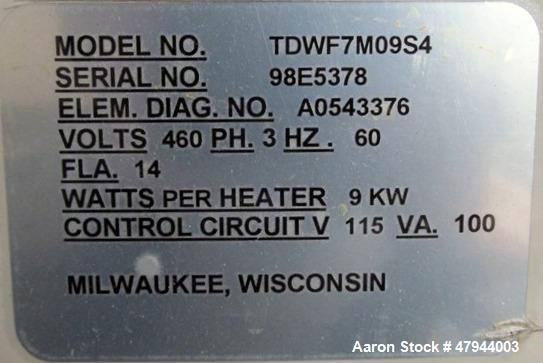 MODEL NO. TDWF7M09S4
SERIAL NO. 98E5378
ELEM. DIAG. NO. A0543376
VOLTS 460 PH. 3 HZ. 60
FLA. 14
WATTS PER HEATER 9 KW
CONTROL CIRCUIT V 115 VA. 100
MILWAUKEE, WISCONSIN
Aaron Stock # 47944003